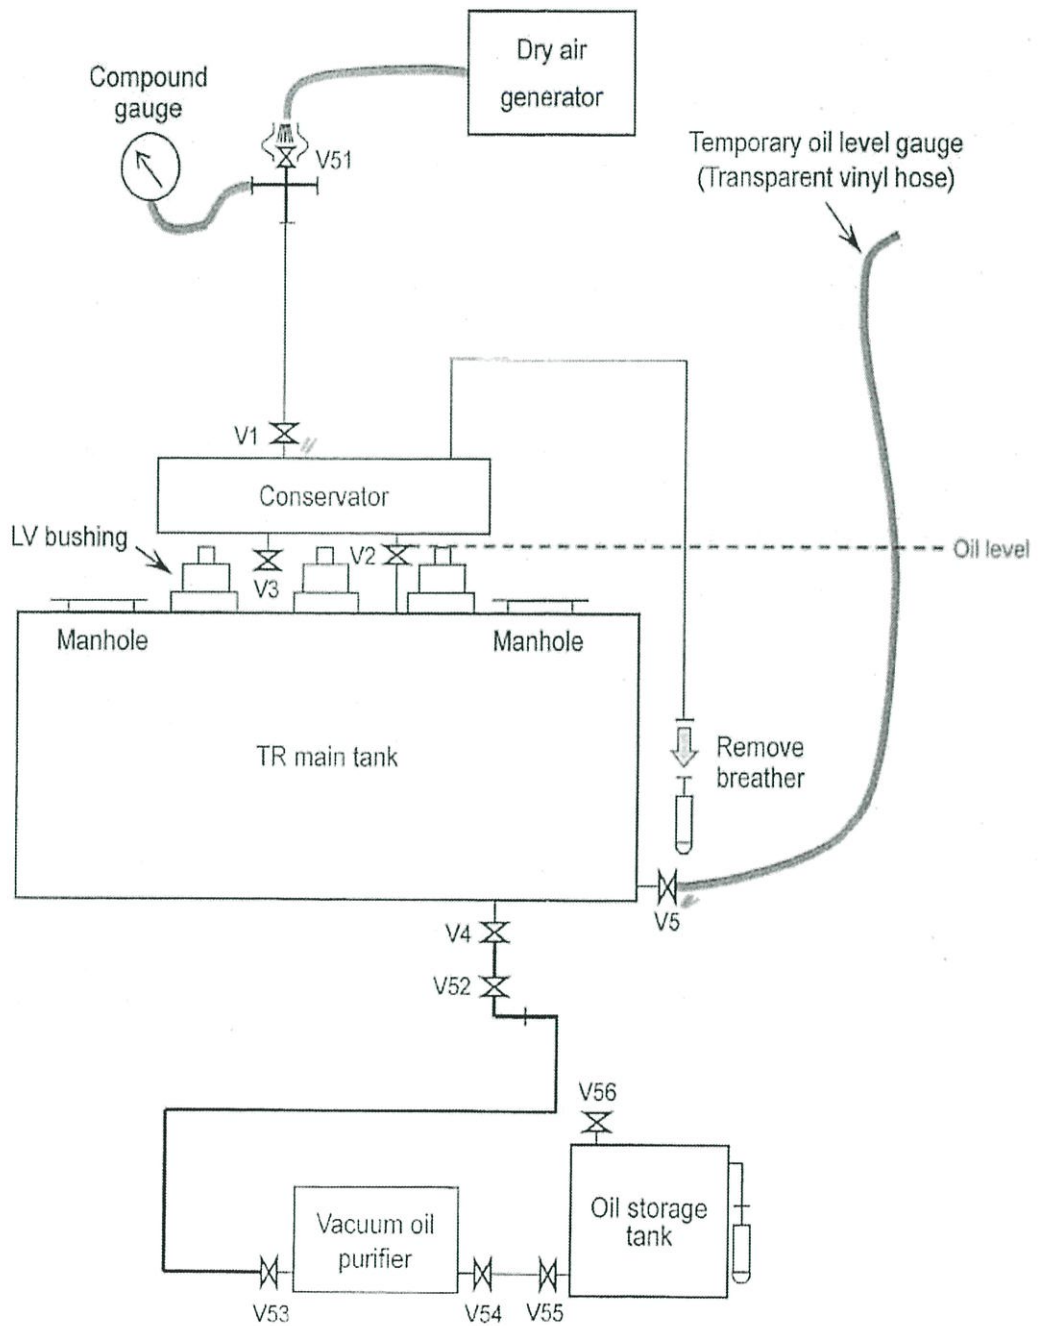 Dry air
generator
Compound
gauge
V51
Temporary oil level gauge
(Transparent vinyl hose)
V1
Conservator
LV bushing
V3
V2
Oil level
Manhole
Manhole
TR main tank
Remove
breather
V5
V4
V52
V56
Vacuum oil
purifier
Oil storage
tank
V53
V54
V55